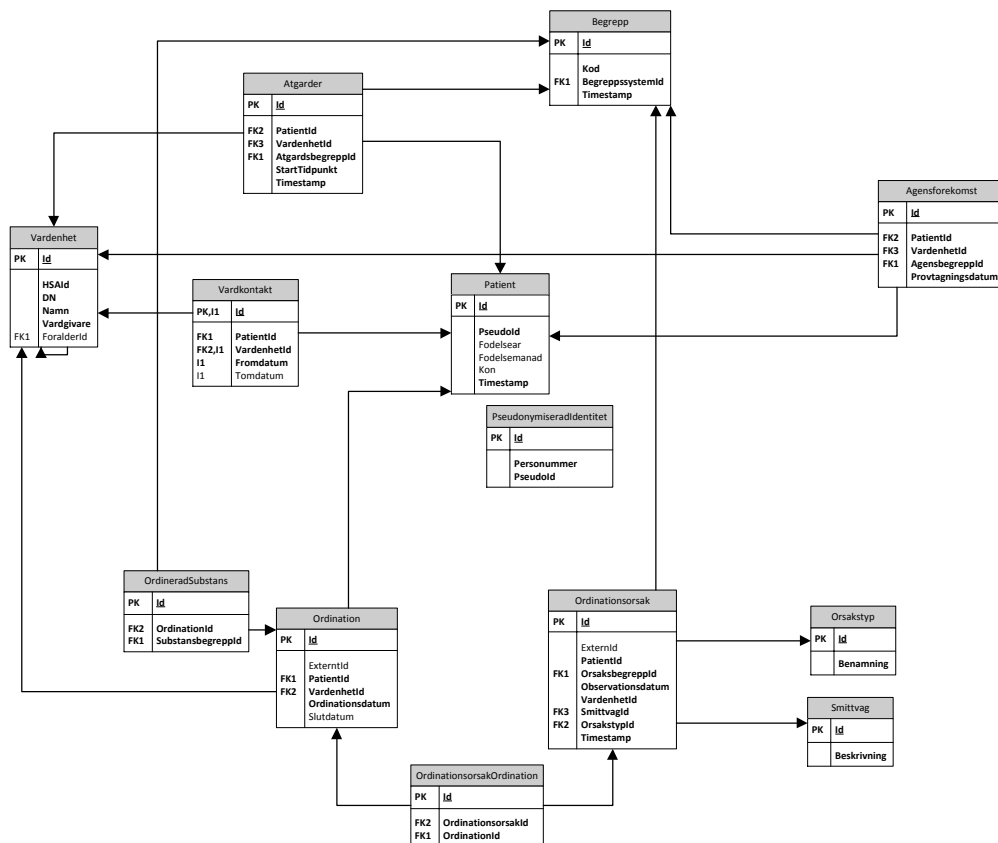 Begrepp
PK Id
Kod
FK1 BegreppssystemId
Timestamp
Atgarder
PK Id
FK2 PatientId
FK3 VardenhetId
FK1 AtgardsbegreppId
StartTidpunkt
Timestamp
Agensforekomst
PK Id
FK2 PatientId
FK3 VardenhetId
FK1 AgensbegreppId
Provtagningsdatum
Vardenhet
PK Id
HSAId
DN
Namn
Vardgivare
FK1 ForalderId
Vardkontakt
PK,I1 Id
FK1 PatientId
FK2,I1 VardenhetId
I1 Fromdatum
I1 Tomdatum
Patient
PK Id
PseudoId
Fodelsear
Fodelsemanad
Kon
Timestamp
PseudonymiseradIdentitet
PK Id
Personummer
PseudoId
OrdineradSubstans
PK Id
FK2 OrdinationId
FK1 SubstansbegreppId
Ordination
PK Id
ExterntId
FK1 PatientId
FK2 VardenhetId
Ordinationsdatum
Slutdatum
Ordinationsorsak
PK Id
ExternId
PatientId
FK1 OrsaksbegreppId
Observationsdatum
VardenhetId
FK3 SmittvagId
FK2 OrsakstypId
Timestamp
Orsakstyp
PK Id
Benamning
Smittvag
PK Id
Beskrivning
OrdinationsorsakOrdination
PK Id
FK2 OrdinationsorsakId
FK1 OrdinationId